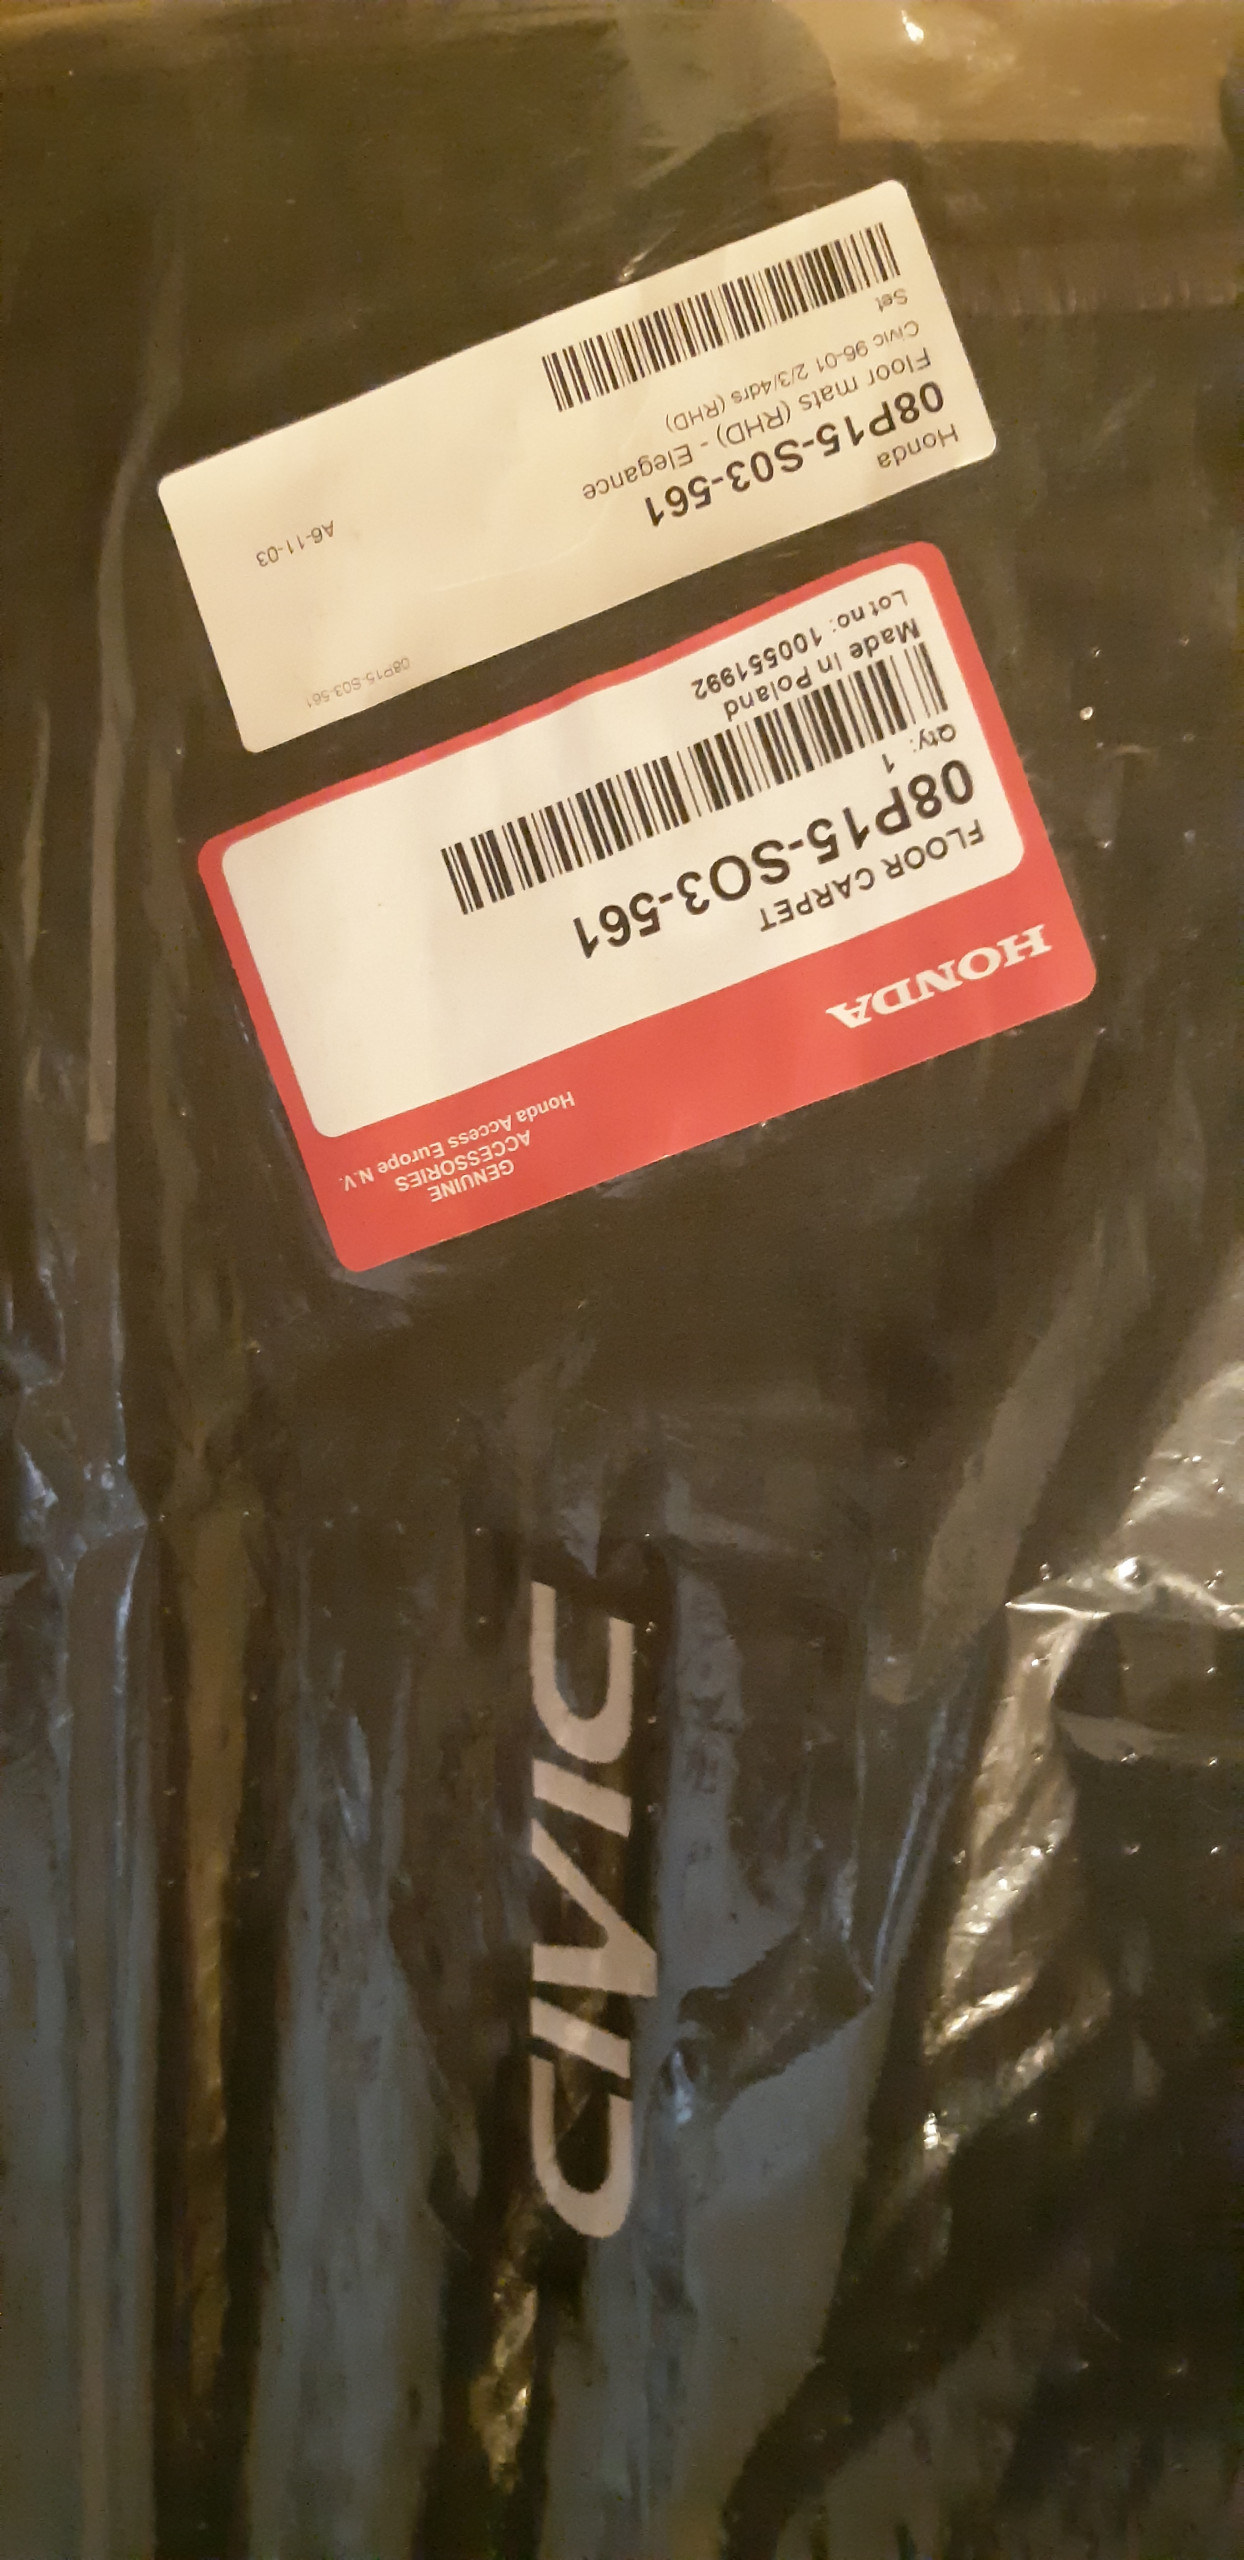 GENUINE
ACCESSORIES
Honda Access Europe N.V.
HONDA
FLOOR CARPET
08P15-SO3-561
Qty: 1
Made In Poland
Lot no: 100551992
08P15-S03-561
Honda
08P15-S03-561
A6-11-03
Floor mats (RHD) - Elegance
Civic 96-01 2/3/4drs (RHD)
Set
CIVIC